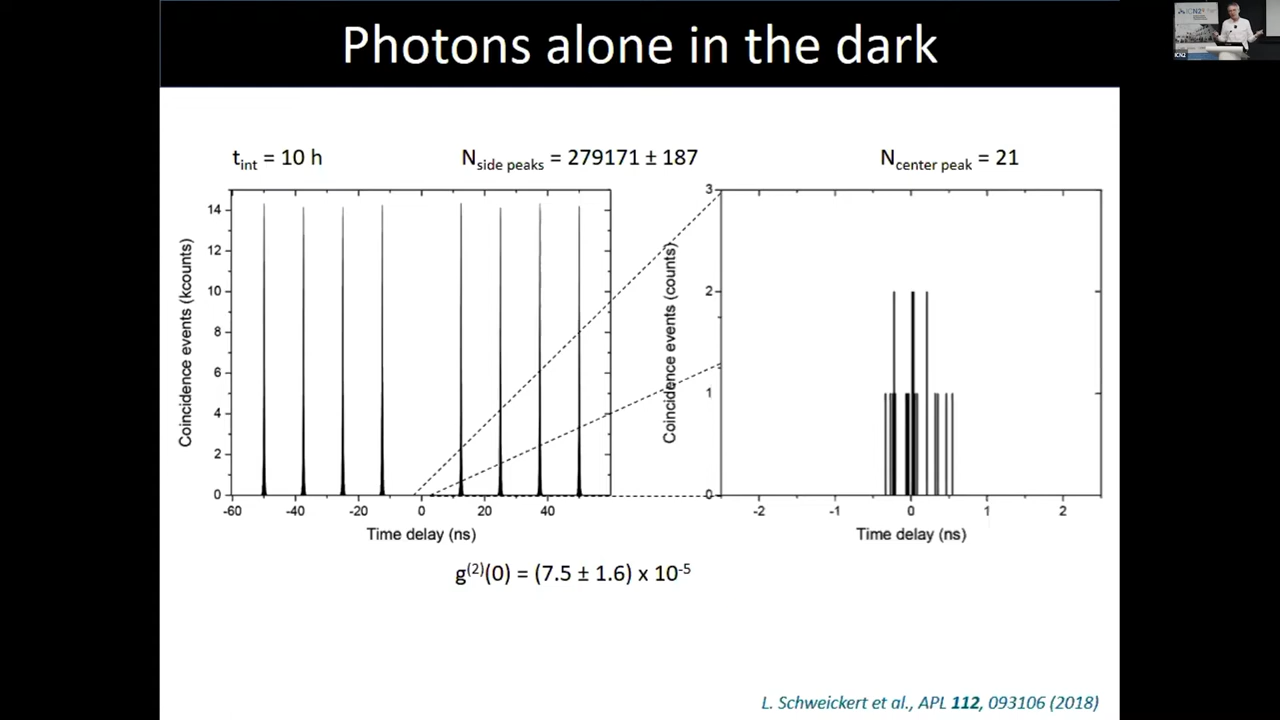 Photons alone in the dark
t_int = 10 h
N_side peaks = 279171 ± 187
N_center peak = 21
Coincidence events (kcounts)
14
12
10
8
6
4
2
0
-60 -40 -20 0 20 40
Time delay (ns)
Coincidence events (counts)
3
2
1
0
-2 -1 0 1 2
Time delay (ns)
g^(2)(0) = (7.5 ± 1.6) x 10^-5
L. Schweickert et al., APL 112, 093106 (2018)
ICN2
ICN2